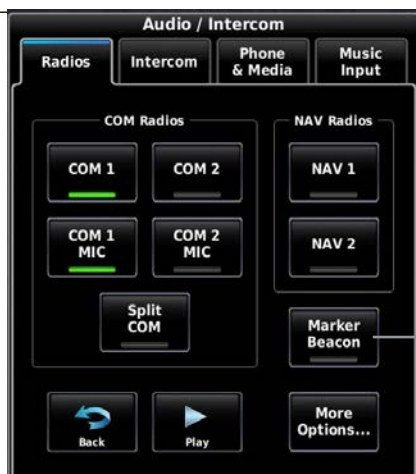 Audio / Intercom
Radios
Intercom
Phone
& Media
Music
Input
COM Radios
NAV Radios
COM 1
COM 2
NAV 1
COM 1
MIC
COM 2
MIC
NAV 2
Split
COM
Marker
Beacon
Back
Play
More
Options...